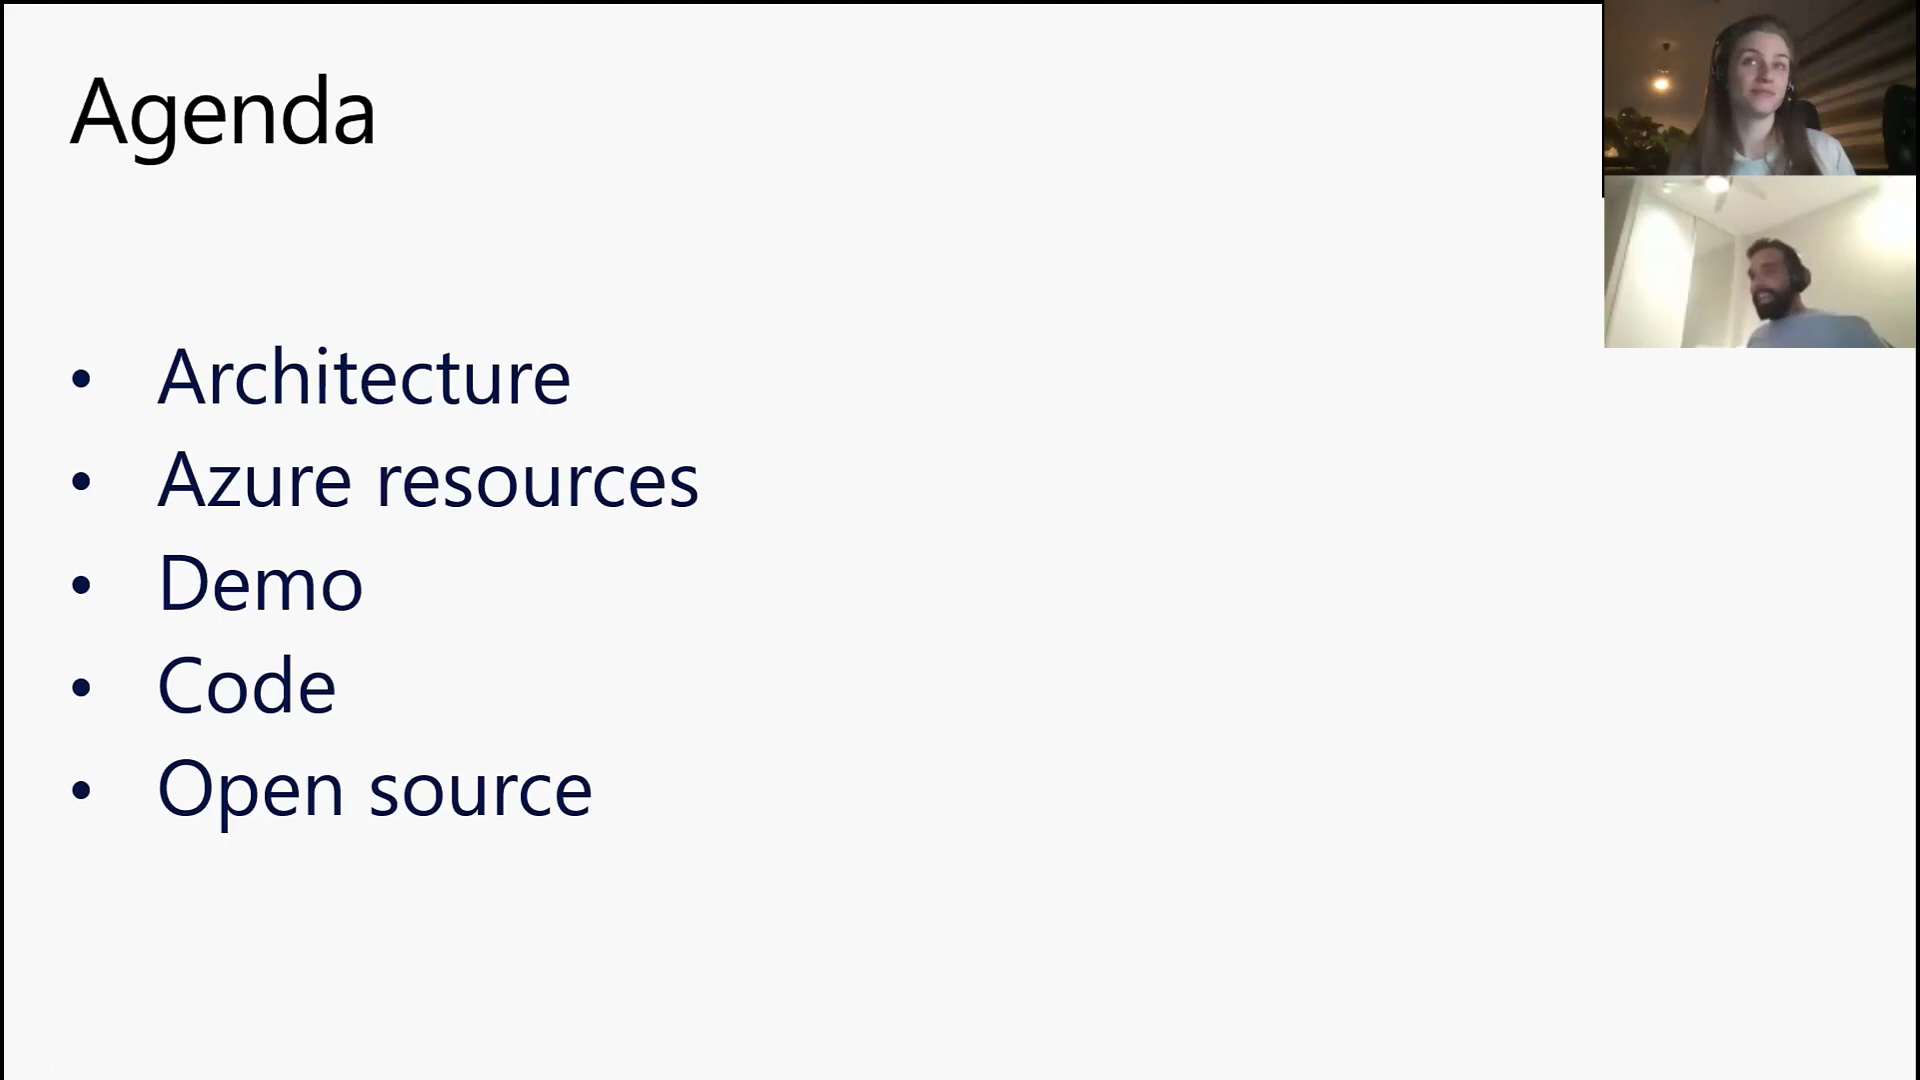 Agenda
• Architecture
• Azure resources
• Demo
• Code
• Open source